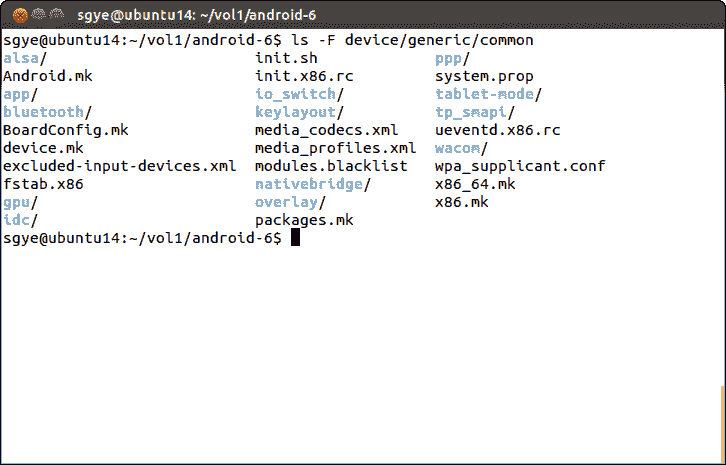 sgye@ubuntu14: ~/vol1/android-6
sgye@ubuntu14:~/vol1/android-6$ ls -F device/generic/common
alsa/ init.sh ppp/
Android.mk init.x86.rc system.prop
app/ io_switch/ tablet-mode/
bluetooth/ keylayout/ tp_smapi/
BoardConfig.mk media_codecs.xml ueventd.x86.rc
device.mk media_profiles.xml wacom/
excluded-input-devices.xml modules.blacklist wpa_supplicant.conf
fstab.x86 nativebridge/ x86_64.mk
gpu/ overlay/ x86.mk
idc/ packages.mk
sgye@ubuntu14:~/vol1/android-6$